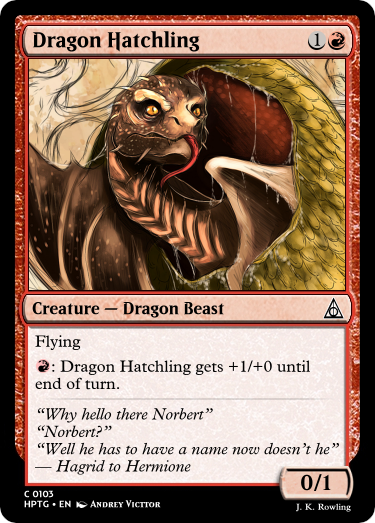 Dragon Hatchling 1
Creature — Dragon Beast
Flying
: Dragon Hatchling gets +1/+0 until
end of turn.
“Why hello there Norbert”
“Norbert?”
“Well he has to have a name now doesn’t he”
— Hagrid to Hermione
0/1
C 0103
HPTG • EN Andrey Victtor
J. K. Rowling